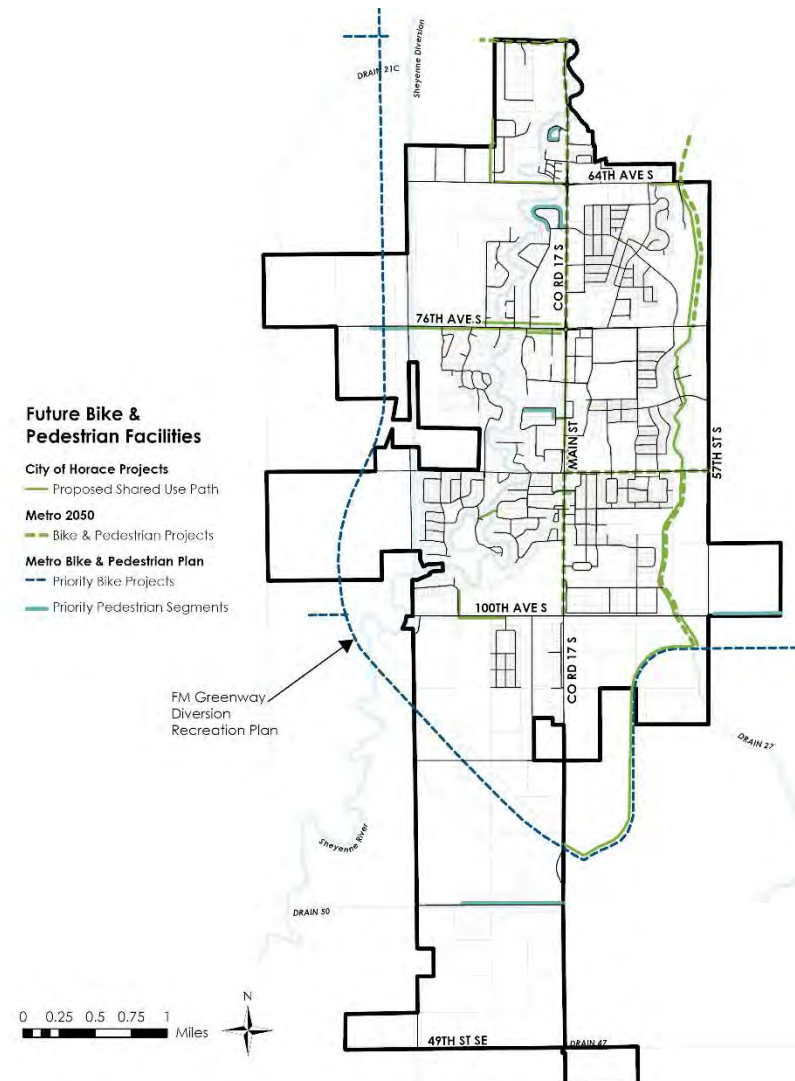 DRAIN 21C
Sheyenne Diversion
64TH AVE S
CO RD 17 S
76TH AVE S
Future Bike &
Pedestrian Facilities
City of Horace Projects
Proposed Shared Use Path
Metro 2050
Bike & Pedestrian Projects
Metro Bike & Pedestrian Plan
Priority Bike Projects
Priority Pedestrian Segments
MAIN ST
57TH ST S
100TH AVE S
CO RD 17 S
FM Greenway
Diversion
Recreation Plan
DRAIN 27
Sheyenne River
DRAIN 50
N
0 0.25 0.5 0.75 1
Miles
49TH ST SE
DRAIN 47